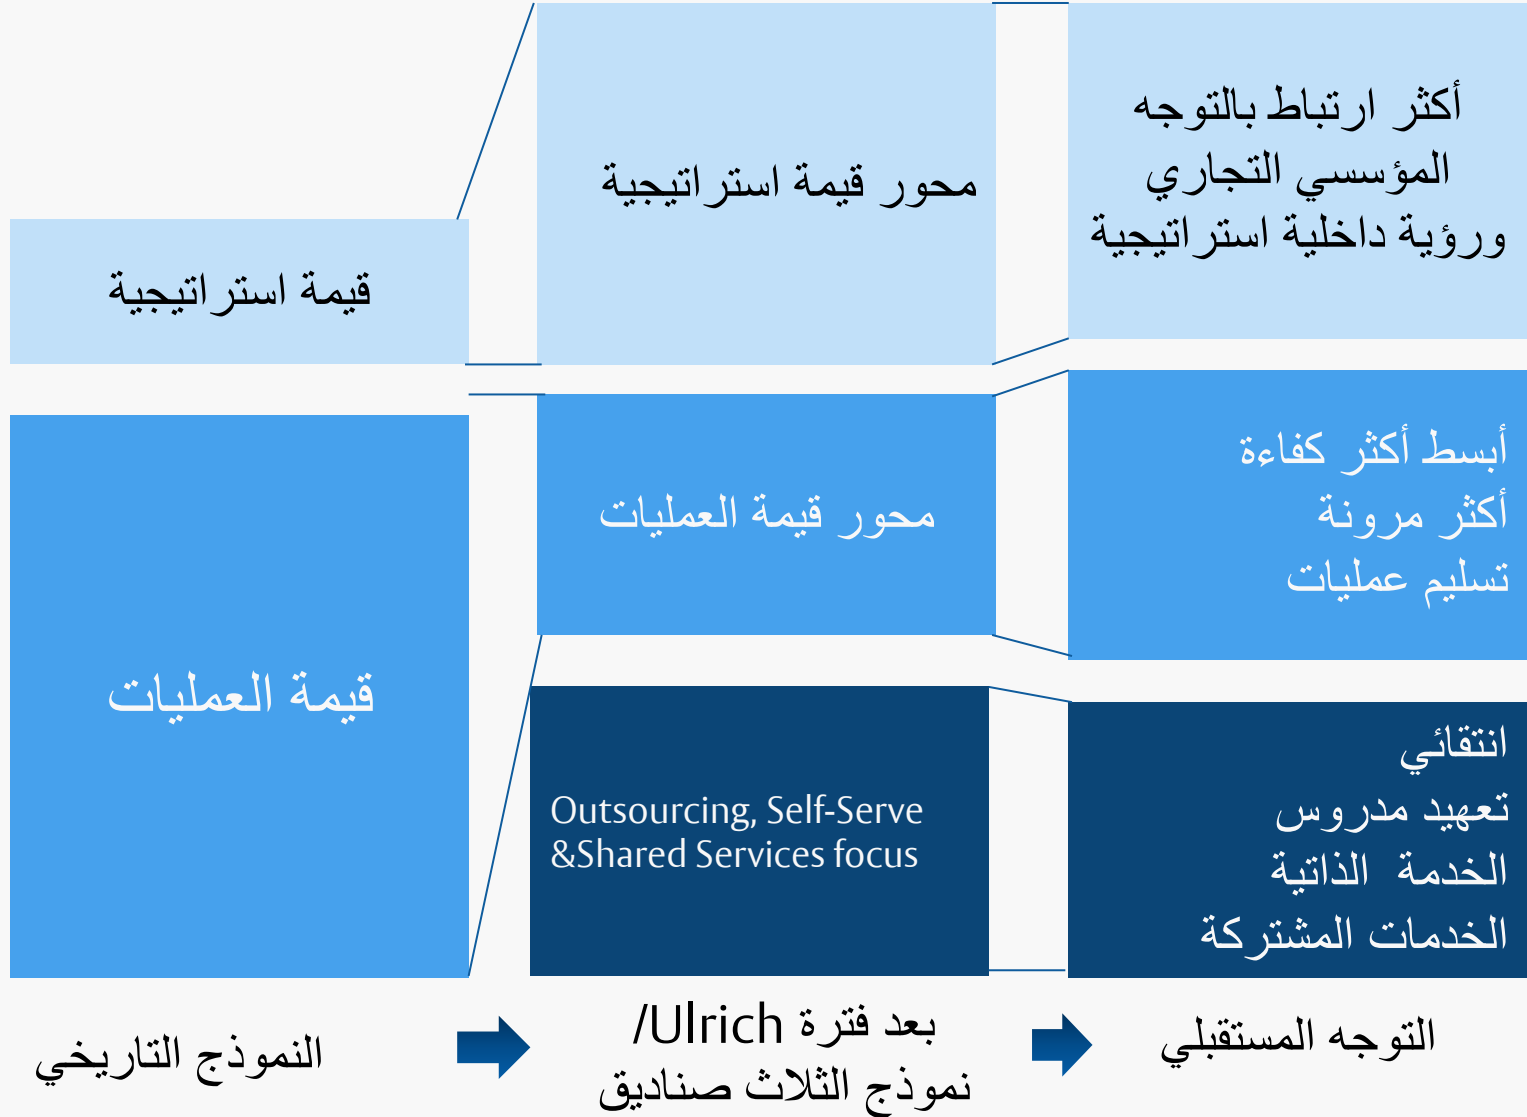 قيمة استراتيجية
قيمة العمليات
النموذج التاريخي
محور قيمة استراتيجية
محور قيمة العمليات
Outsourcing, Self-Serve
&Shared Services focus
بعد فترة Ulrich/
نموذج الثلاث صناديق
أكثر ارتباط بالتوجه
المؤسسي التجاري
ورؤية داخلية استراتيجية
أبسط أكثر كفاءة
أكثر مرونة
تسليم عمليات
انتقائي
تعهيد مدروس
الخدمة الذاتية
الخدمات المشتركة
التوجه المستقبلي